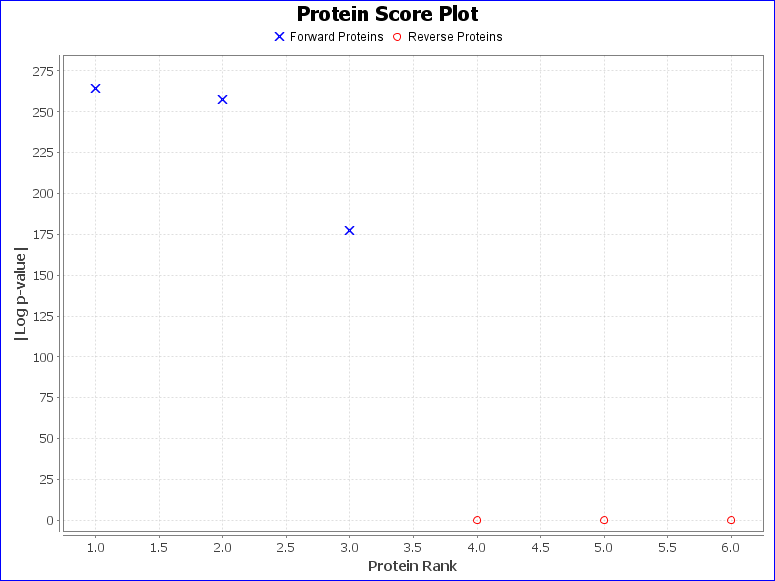 Protein Score Plot
Forward Proteins Reverse Proteins
275
250
225
200
175
150
125
100
75
50
25
0
|Log p-value|
1.0 1.5 2.0 2.5 3.0 3.5 4.0 4.5 5.0 5.5 6.0
Protein Rank